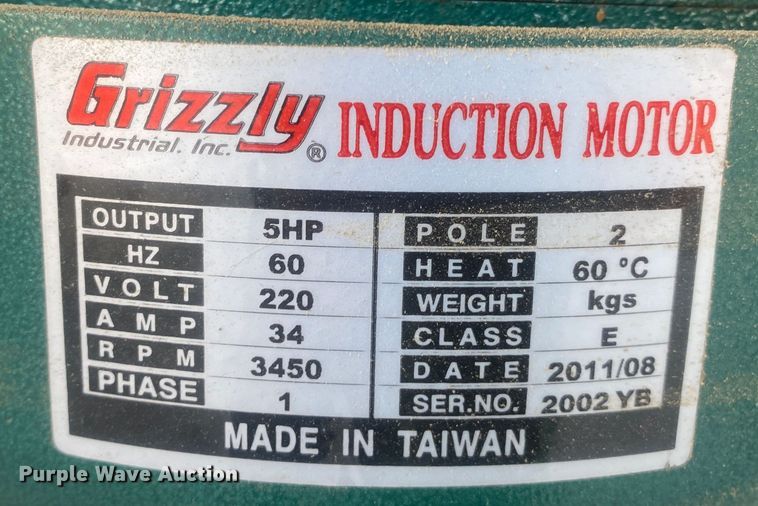 Grizzly
Industrial, Inc. ®
INDUCTION MOTOR
OUTPUT 5HP
HZ 60
VOLT 220
AMP 34
RPM 3450
PHASE 1
POLE 2
HEAT 60 °C
WEIGHT kgs
CLASS E
DATE 2011/08
SER.NO. 2002 YB
MADE IN TAIWAN
Purple Wave Auction